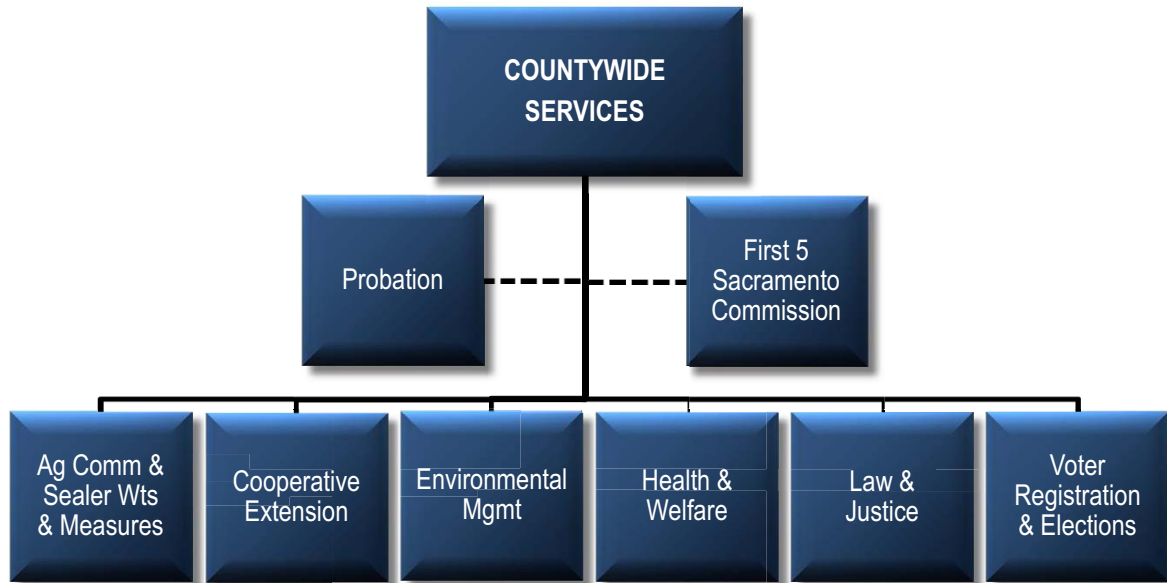 COUNTYWIDE
SERVICES
Probation
First 5
Sacramento
Commission
Ag Comm &
Sealer Wts
& Measures
Cooperative
Extension
Environmental
Mgmt
Health &
Welfare
Law &
Justice
Voter
Registration
& Elections